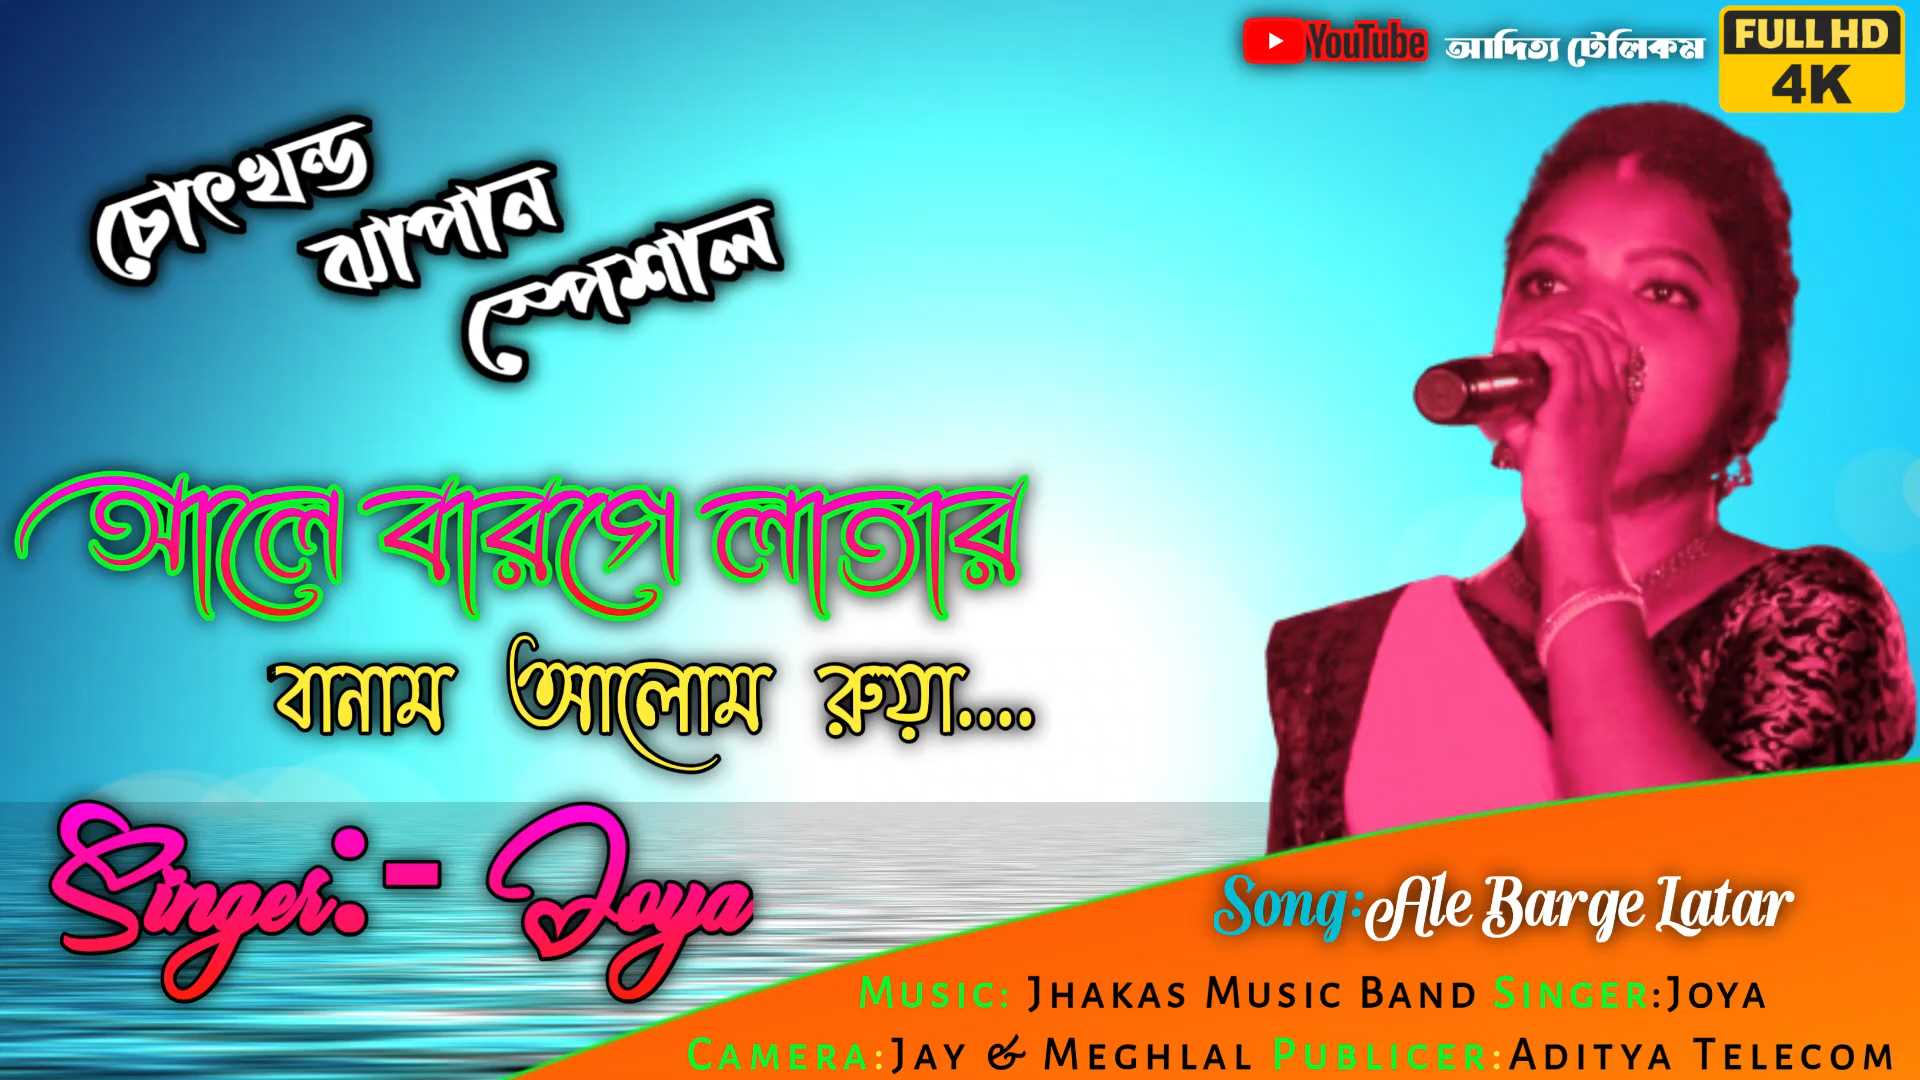 YouTube আদিত্য টেলিকম FULL HD 4K
চোৎখন্ড
ঝাপান
স্পেশাল
আলে বারগে লাতার
বানাম আলোম রুয়া....
Singer:- Joya
Song:Ale Barge Latar
Music: Jhakas Music Band Singer:Joya
Camera:Jay & Meghlal Publicer:Aditya Telecom